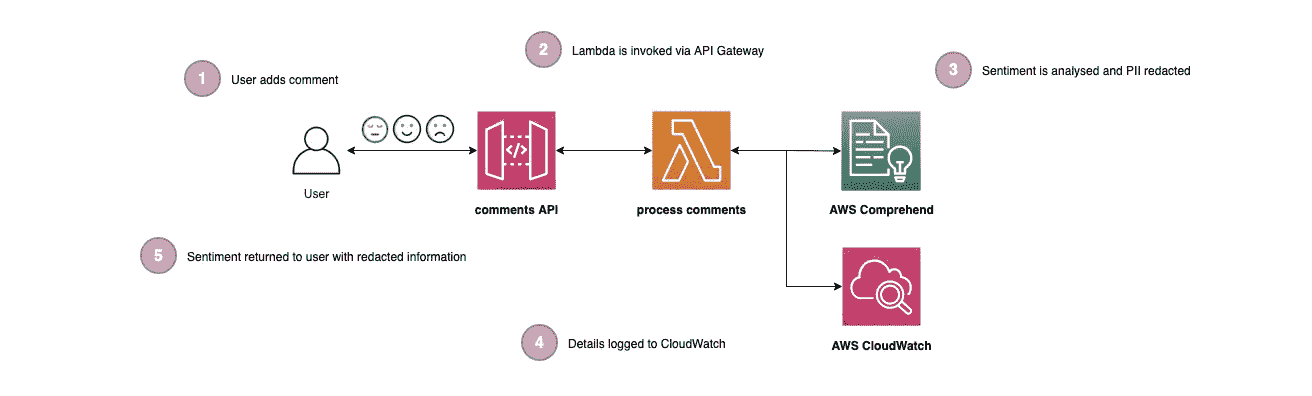 1
User adds comment
2
Lambda is invoked via API Gateway
3
Sentiment is analysed and PII redacted
</>
User
comments API
process comments
AWS Comprehend
5
Sentiment returned to user with redacted information
4
Details logged to CloudWatch
AWS CloudWatch